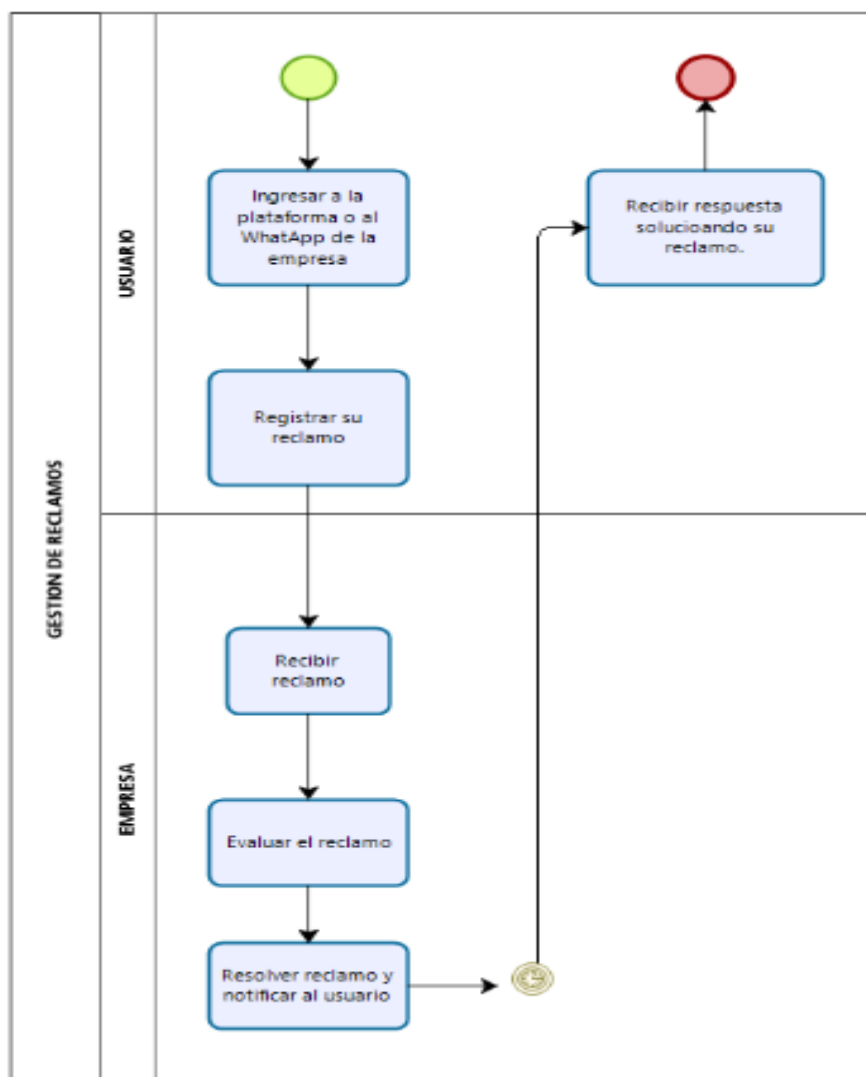 GESTION DE RECLAMOS
USUARIO
Ingresar a la
plataforma o al
WhatApp de la
empresa
Registrar su
reclamo
Recibir respuesta
solucioando su
reclamo.
EMPRESA
Recibir
reclamo
Evaluar el reclamo
Resolver reclamo y
notificar al usuario